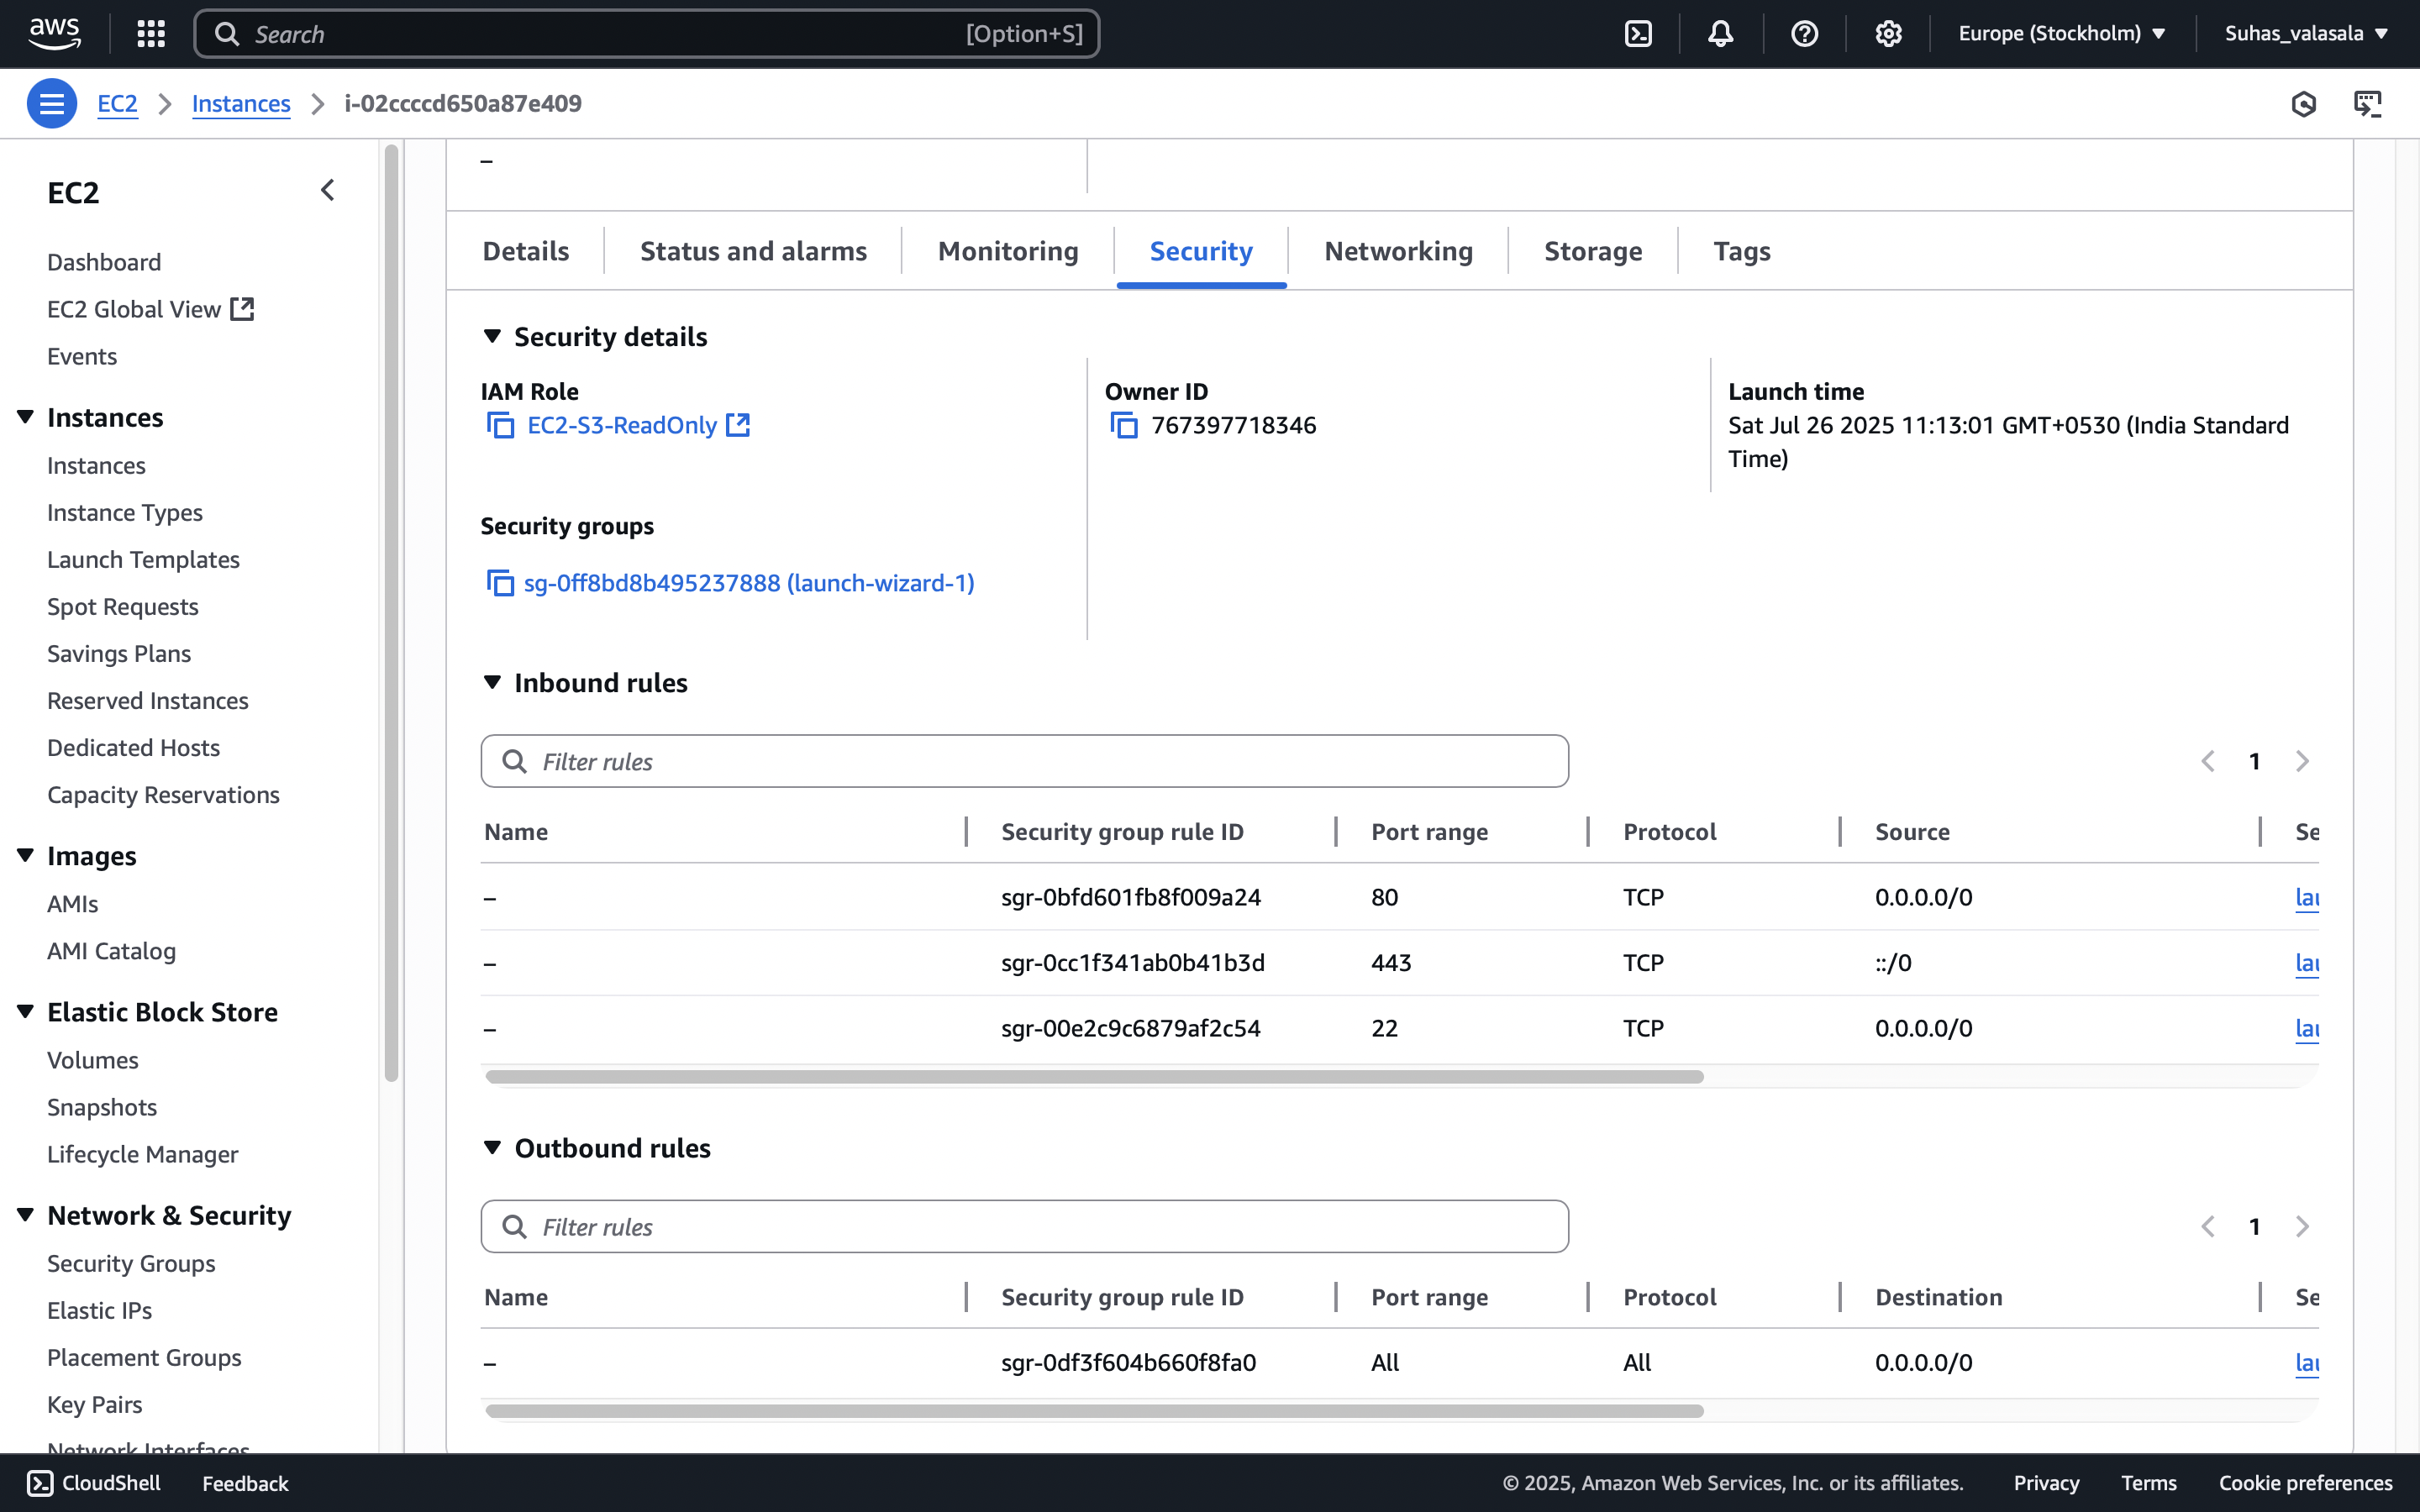 aws
Search
[Option+S]
Europe (Stockholm)
Suhas_valasala
EC2
Instances
i-02ccccd650a87e409
EC2
Dashboard
EC2 Global View
Events
Instances
Instances
Instance Types
Launch Templates
Spot Requests
Savings Plans
Reserved Instances
Dedicated Hosts
Capacity Reservations
Images
AMIs
AMI Catalog
Elastic Block Store
Volumes
Snapshots
Lifecycle Manager
Network & Security
Security Groups
Elastic IPs
Placement Groups
Key Pairs
Network Interfaces
–
Details
Status and alarms
Monitoring
Security
Networking
Storage
Tags
Security details
IAM Role
EC2-S3-ReadOnly
Owner ID
767397718346
Launch time
Sat Jul 26 2025 11:13:01 GMT+0530 (India Standard
Time)
Security groups
sg-0ff8bd8b495237888 (launch-wizard-1)
Inbound rules
Filter rules
1
Name Security group rule ID Port range Protocol Source Se
– sgr-0bfd601fb8f009a24 80 TCP 0.0.0.0/0 lau
– sgr-0cc1f341ab0b41b3d 443 TCP ::/0 lau
– sgr-00e2c9c6879af2c54 22 TCP 0.0.0.0/0 lau
Outbound rules
Filter rules
1
Name Security group rule ID Port range Protocol Destination Se
– sgr-0df3f604b660f8fa0 All All 0.0.0.0/0 lau
CloudShell
Feedback
© 2025, Amazon Web Services, Inc. or its affiliates.
Privacy
Terms
Cookie preferences